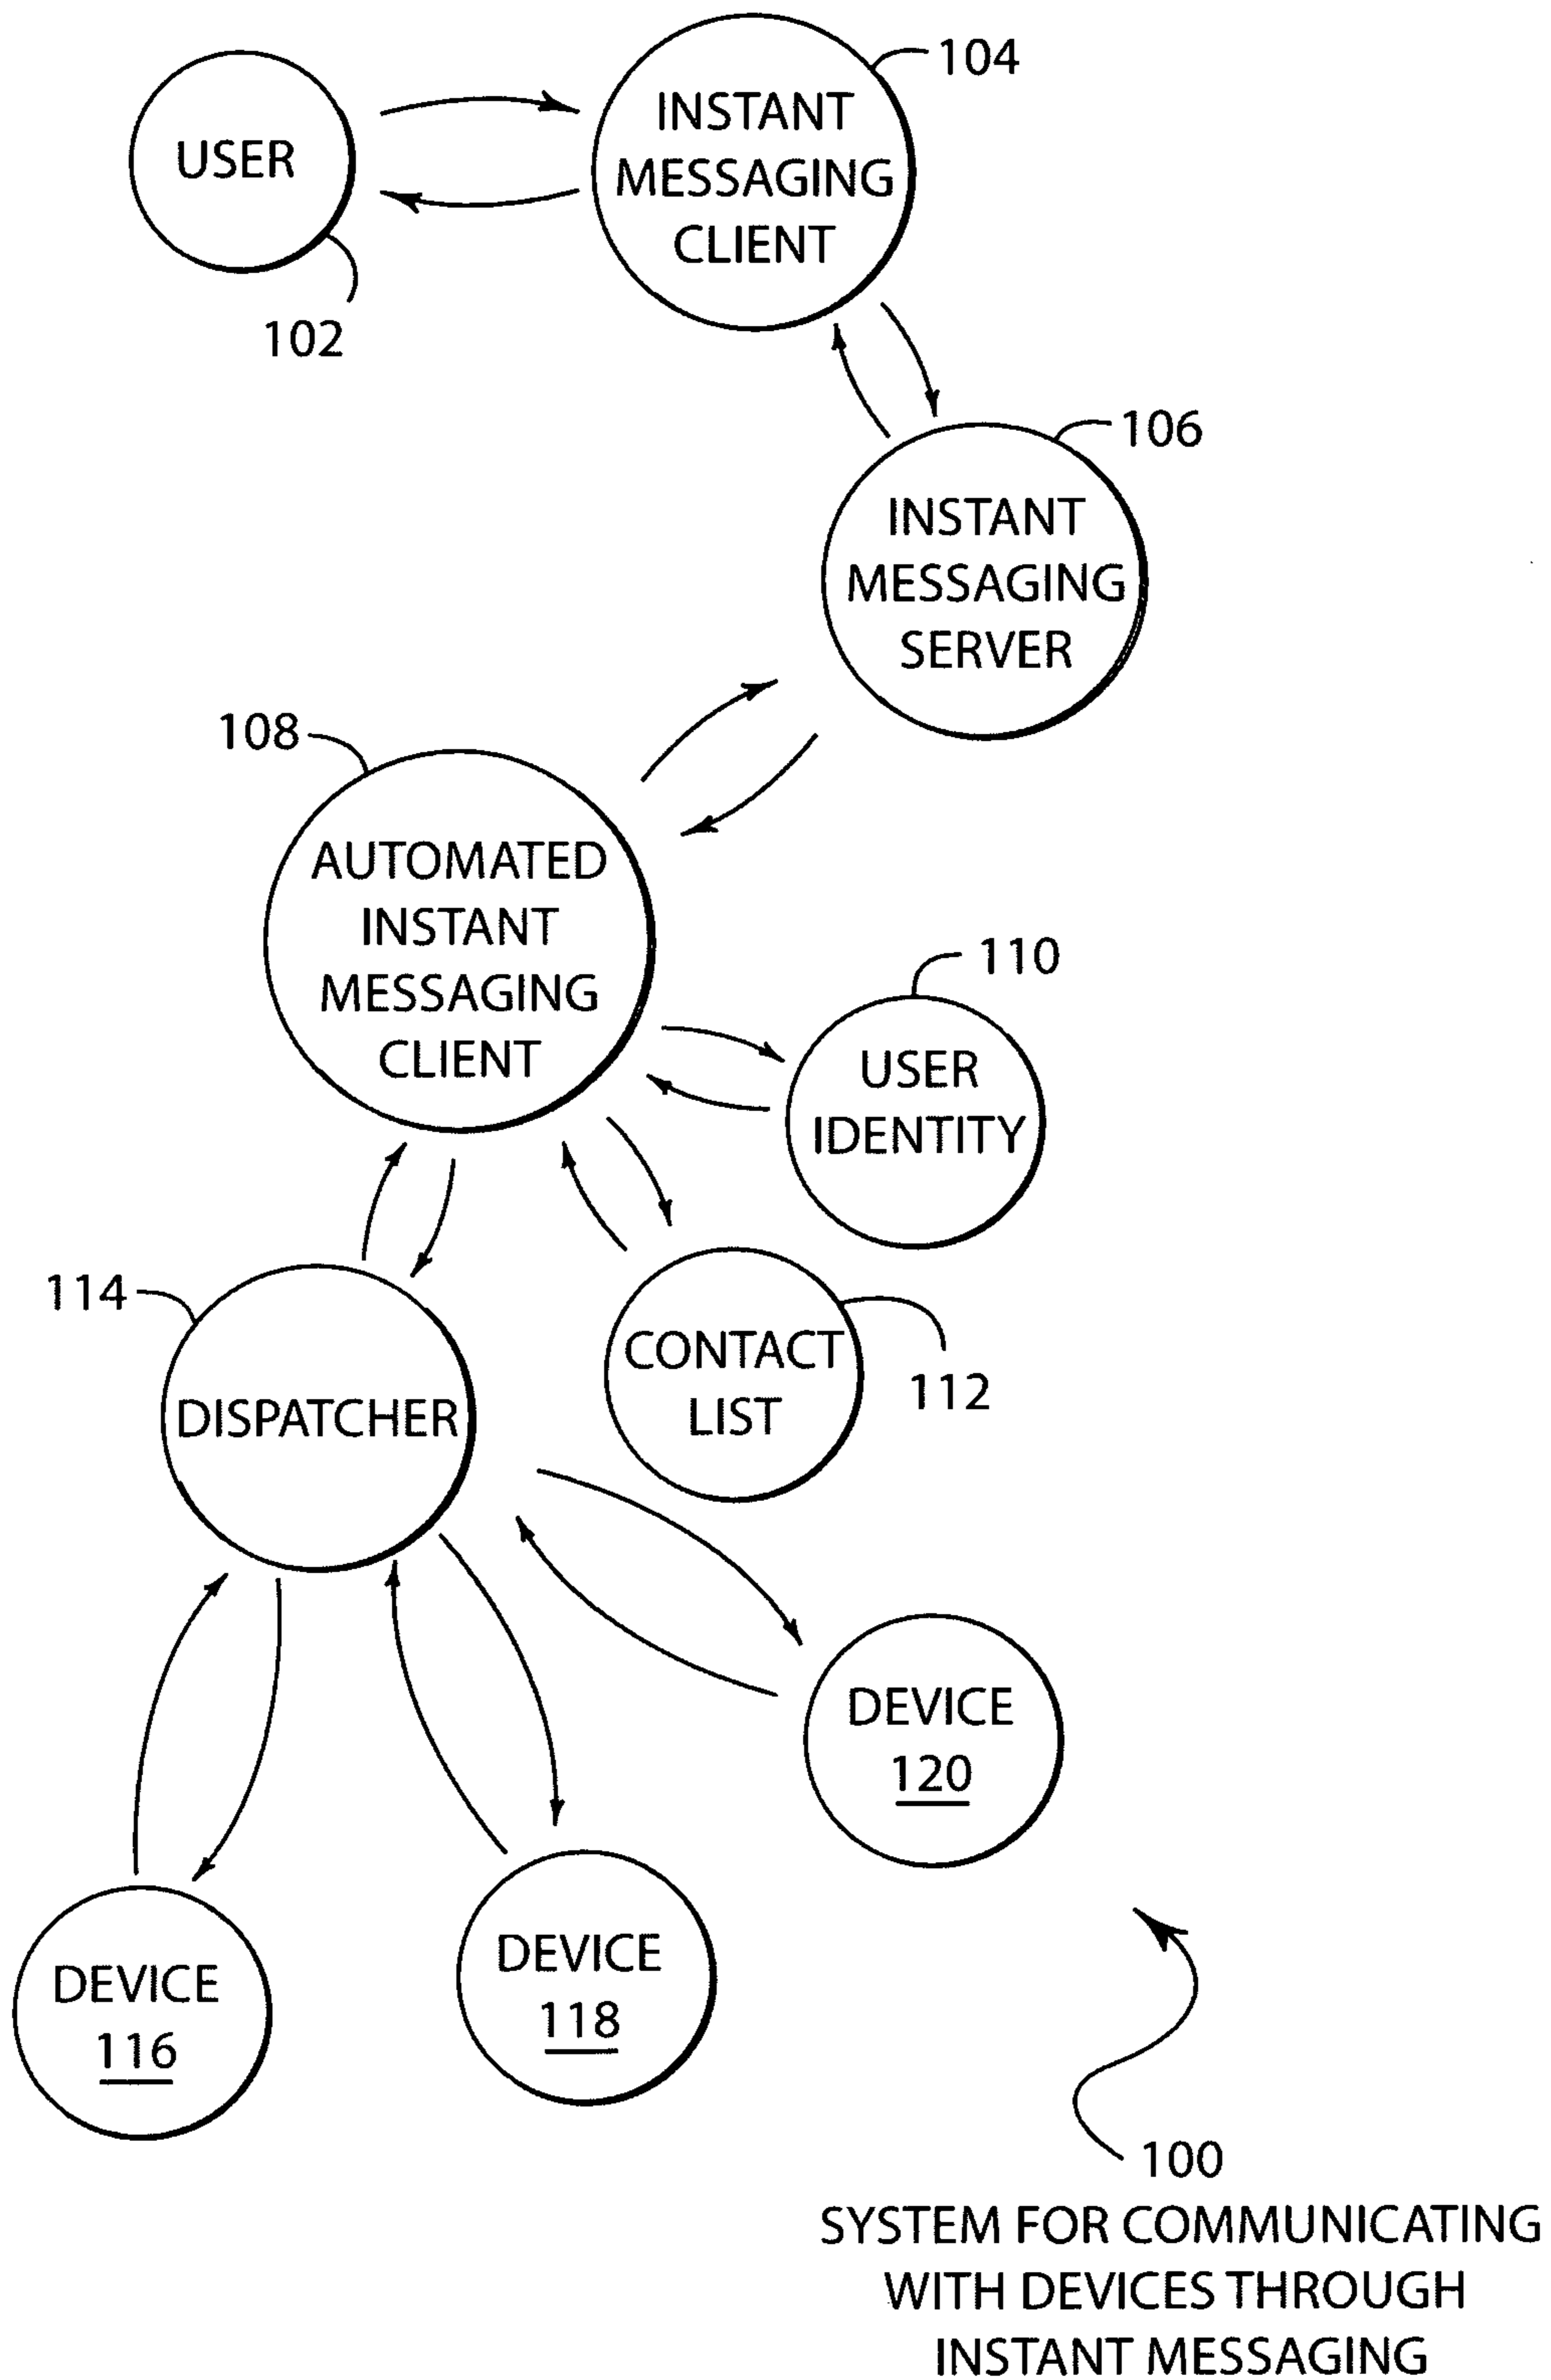 104
INSTANT
MESSAGING
CLIENT
USER
102
106
INSTANT
MESSAGING
SERVER
108
AUTOMATED
INSTANT
MESSAGING
CLIENT
110
USER
IDENTITY
114
CONTACT
LIST
112
DISPATCHER
DEVICE
120
DEVICE
118
DEVICE
116
100
SYSTEM FOR COMMUNICATING
WITH DEVICES THROUGH
INSTANT MESSAGING